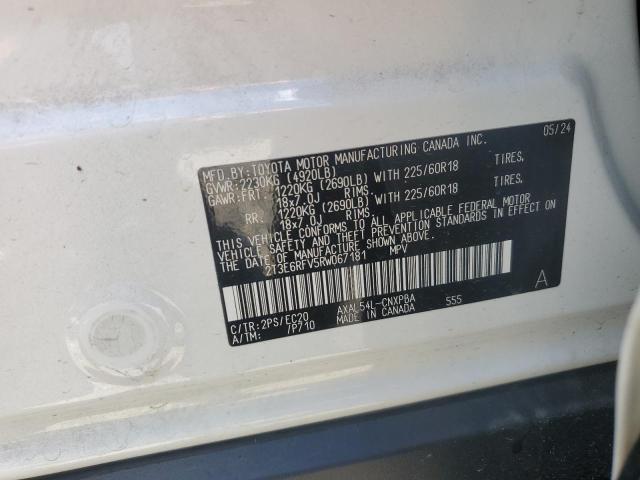 MFD.BY:TOYOTA MOTOR MANUFACTURING CANADA INC. 05/24
GVWR:2230KG (4920LB)
GAWR:FRT. 1220KG (2690LB) WITH 225/60R18 TIRES,
18x7.0J RIMS,
RR. 1220KG (2690LB) WITH 225/60R18 TIRES,
18x7.0J RIMS.
THIS VEHICLE CONFORMS TO ALL APPLICABLE FEDERAL MOTOR
VEHICLE SAFETY AND THEFT PREVENTION STANDARDS IN EFFECT ON
THE DATE OF MANUFACTURE SHOWN ABOVE.
2T3E6RFV5RW067181 MPV
A
C/TR:2PS/EC20 AXAL54L-CNXPBA 555
A/TM: /P710 MADE IN CANADA